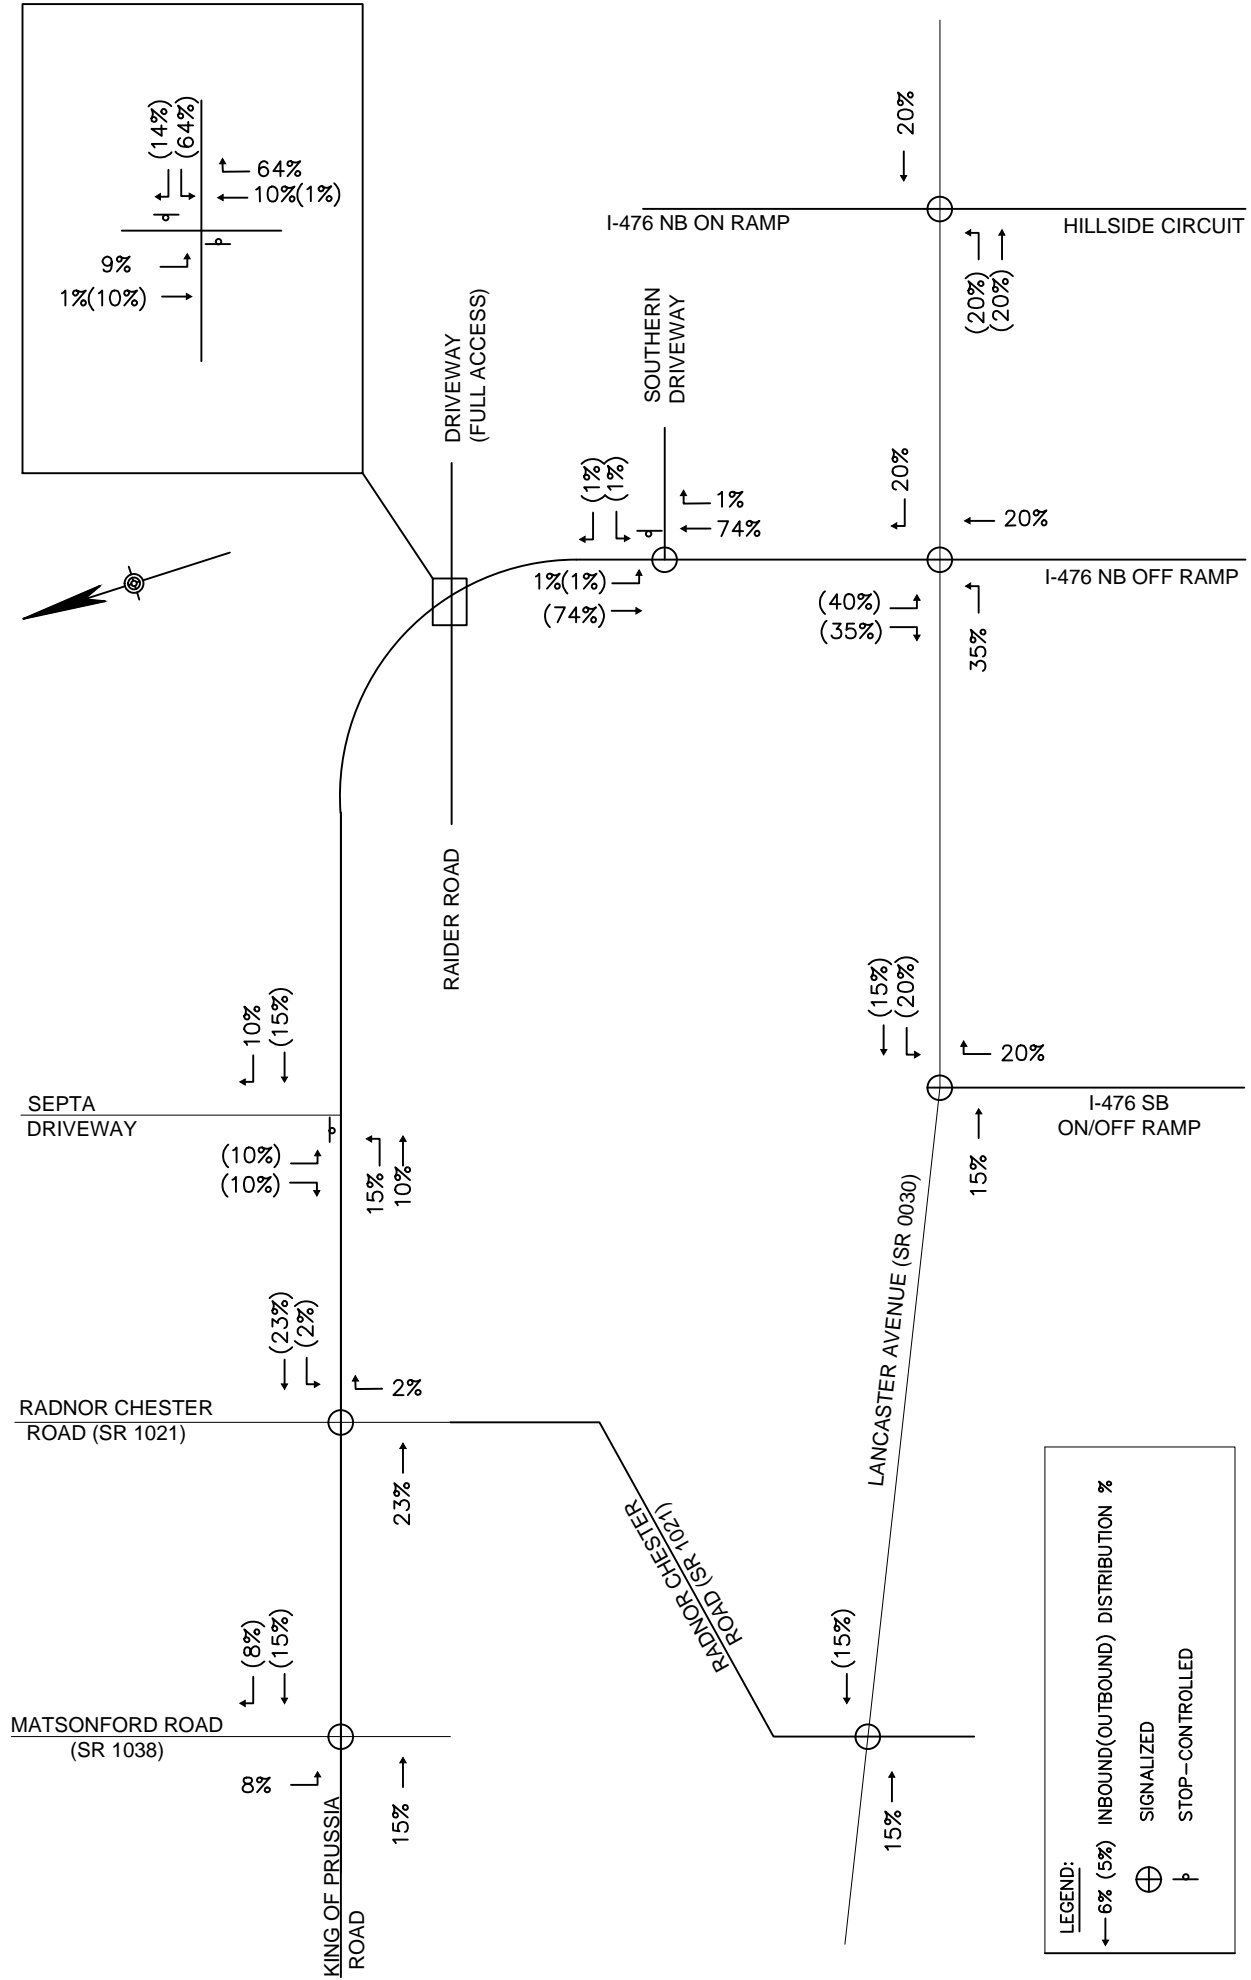 (14%)
(64%)
64%
10%(1%)
9%
1%(10%)
20%
I-476 NB ON RAMP
HILLSIDE CIRCUIT
(20%)
(20%)
DRIVEWAY
(FULL ACCESS)
SOUTHERN
DRIVEWAY
(1%)
(1%)
1%
74%
1%(1%)
(74%)
20%
20%
I-476 NB OFF RAMP
(40%)
(35%)
35%
RAIDER ROAD
10%
(15%)
SEPTA
DRIVEWAY
(10%)
(10%)
15%
10%
(15%)
(20%)
20%
I-476 SB
ON/OFF RAMP
15%
LANCASTER AVENUE (SR 0030)
(23%)
(2%)
2%
RADNOR CHESTER
ROAD (SR 1021)
23%
RADNOR CHESTER
ROAD (SR 1021)
(8%)
(15%)
MATSONFORD ROAD
(SR 1038)
8%
15%
KING OF PRUSSIA
ROAD
(15%)
15%
LEGEND:
6% (5%) INBOUND(OUTBOUND) DISTRIBUTION %
SIGNALIZED
STOP-CONTROLLED